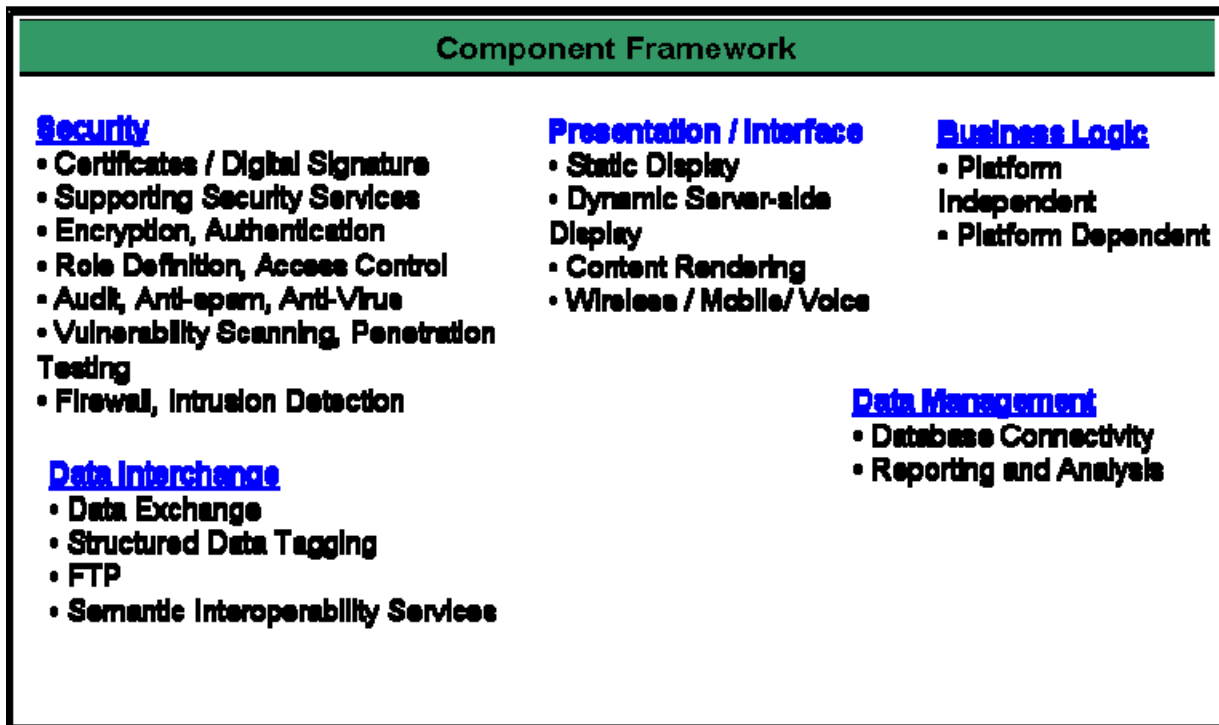 Component Framework
Security
• Certificates / Digital Signature
• Supporting Security Services
• Encryption, Authentication
• Role Definition, Access Control
• Audit, Anti-spam, Anti-Virus
• Vulnerability Scanning, Penetration
Testing
• Firewall, Intrusion Detection
Presentation / Interface
• Static Display
• Dynamic Server-side
Display
• Content Rendering
• Wireless / Mobile/ Voice
Business Logic
• Platform
Independent
• Platform Dependent
Data Management
• Database Connectivity
• Reporting and Analysis
Data Interchange
• Data Exchange
• Structured Data Tagging
• FTP
• Semantic Interoperability Services